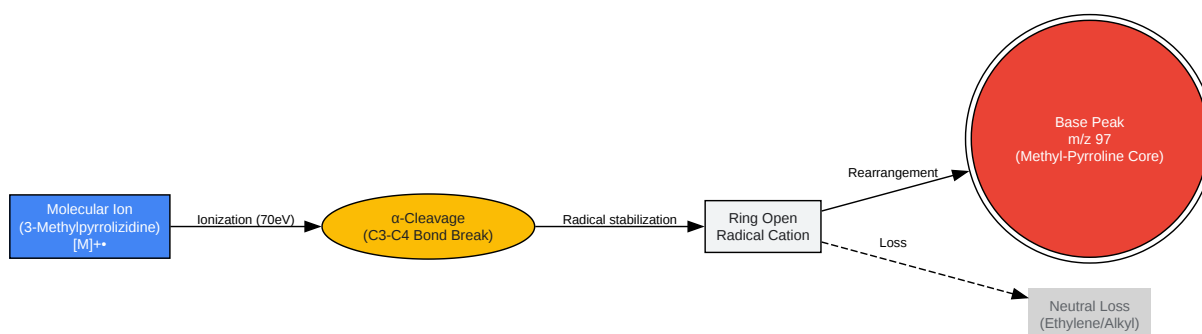 Molecular Ion
(3-Methylpyrrolizidine)
[M]+•
Ionization (70eV)
α-Cleavage
(C3-C4 Bond Break)
Radical stabilization
Ring Open
Radical Cation
Rearrangement
Base Peak
m/z 97
(Methyl-Pyrroline Core)
Loss
Neutral Loss
(Ethylene/Alkyl)